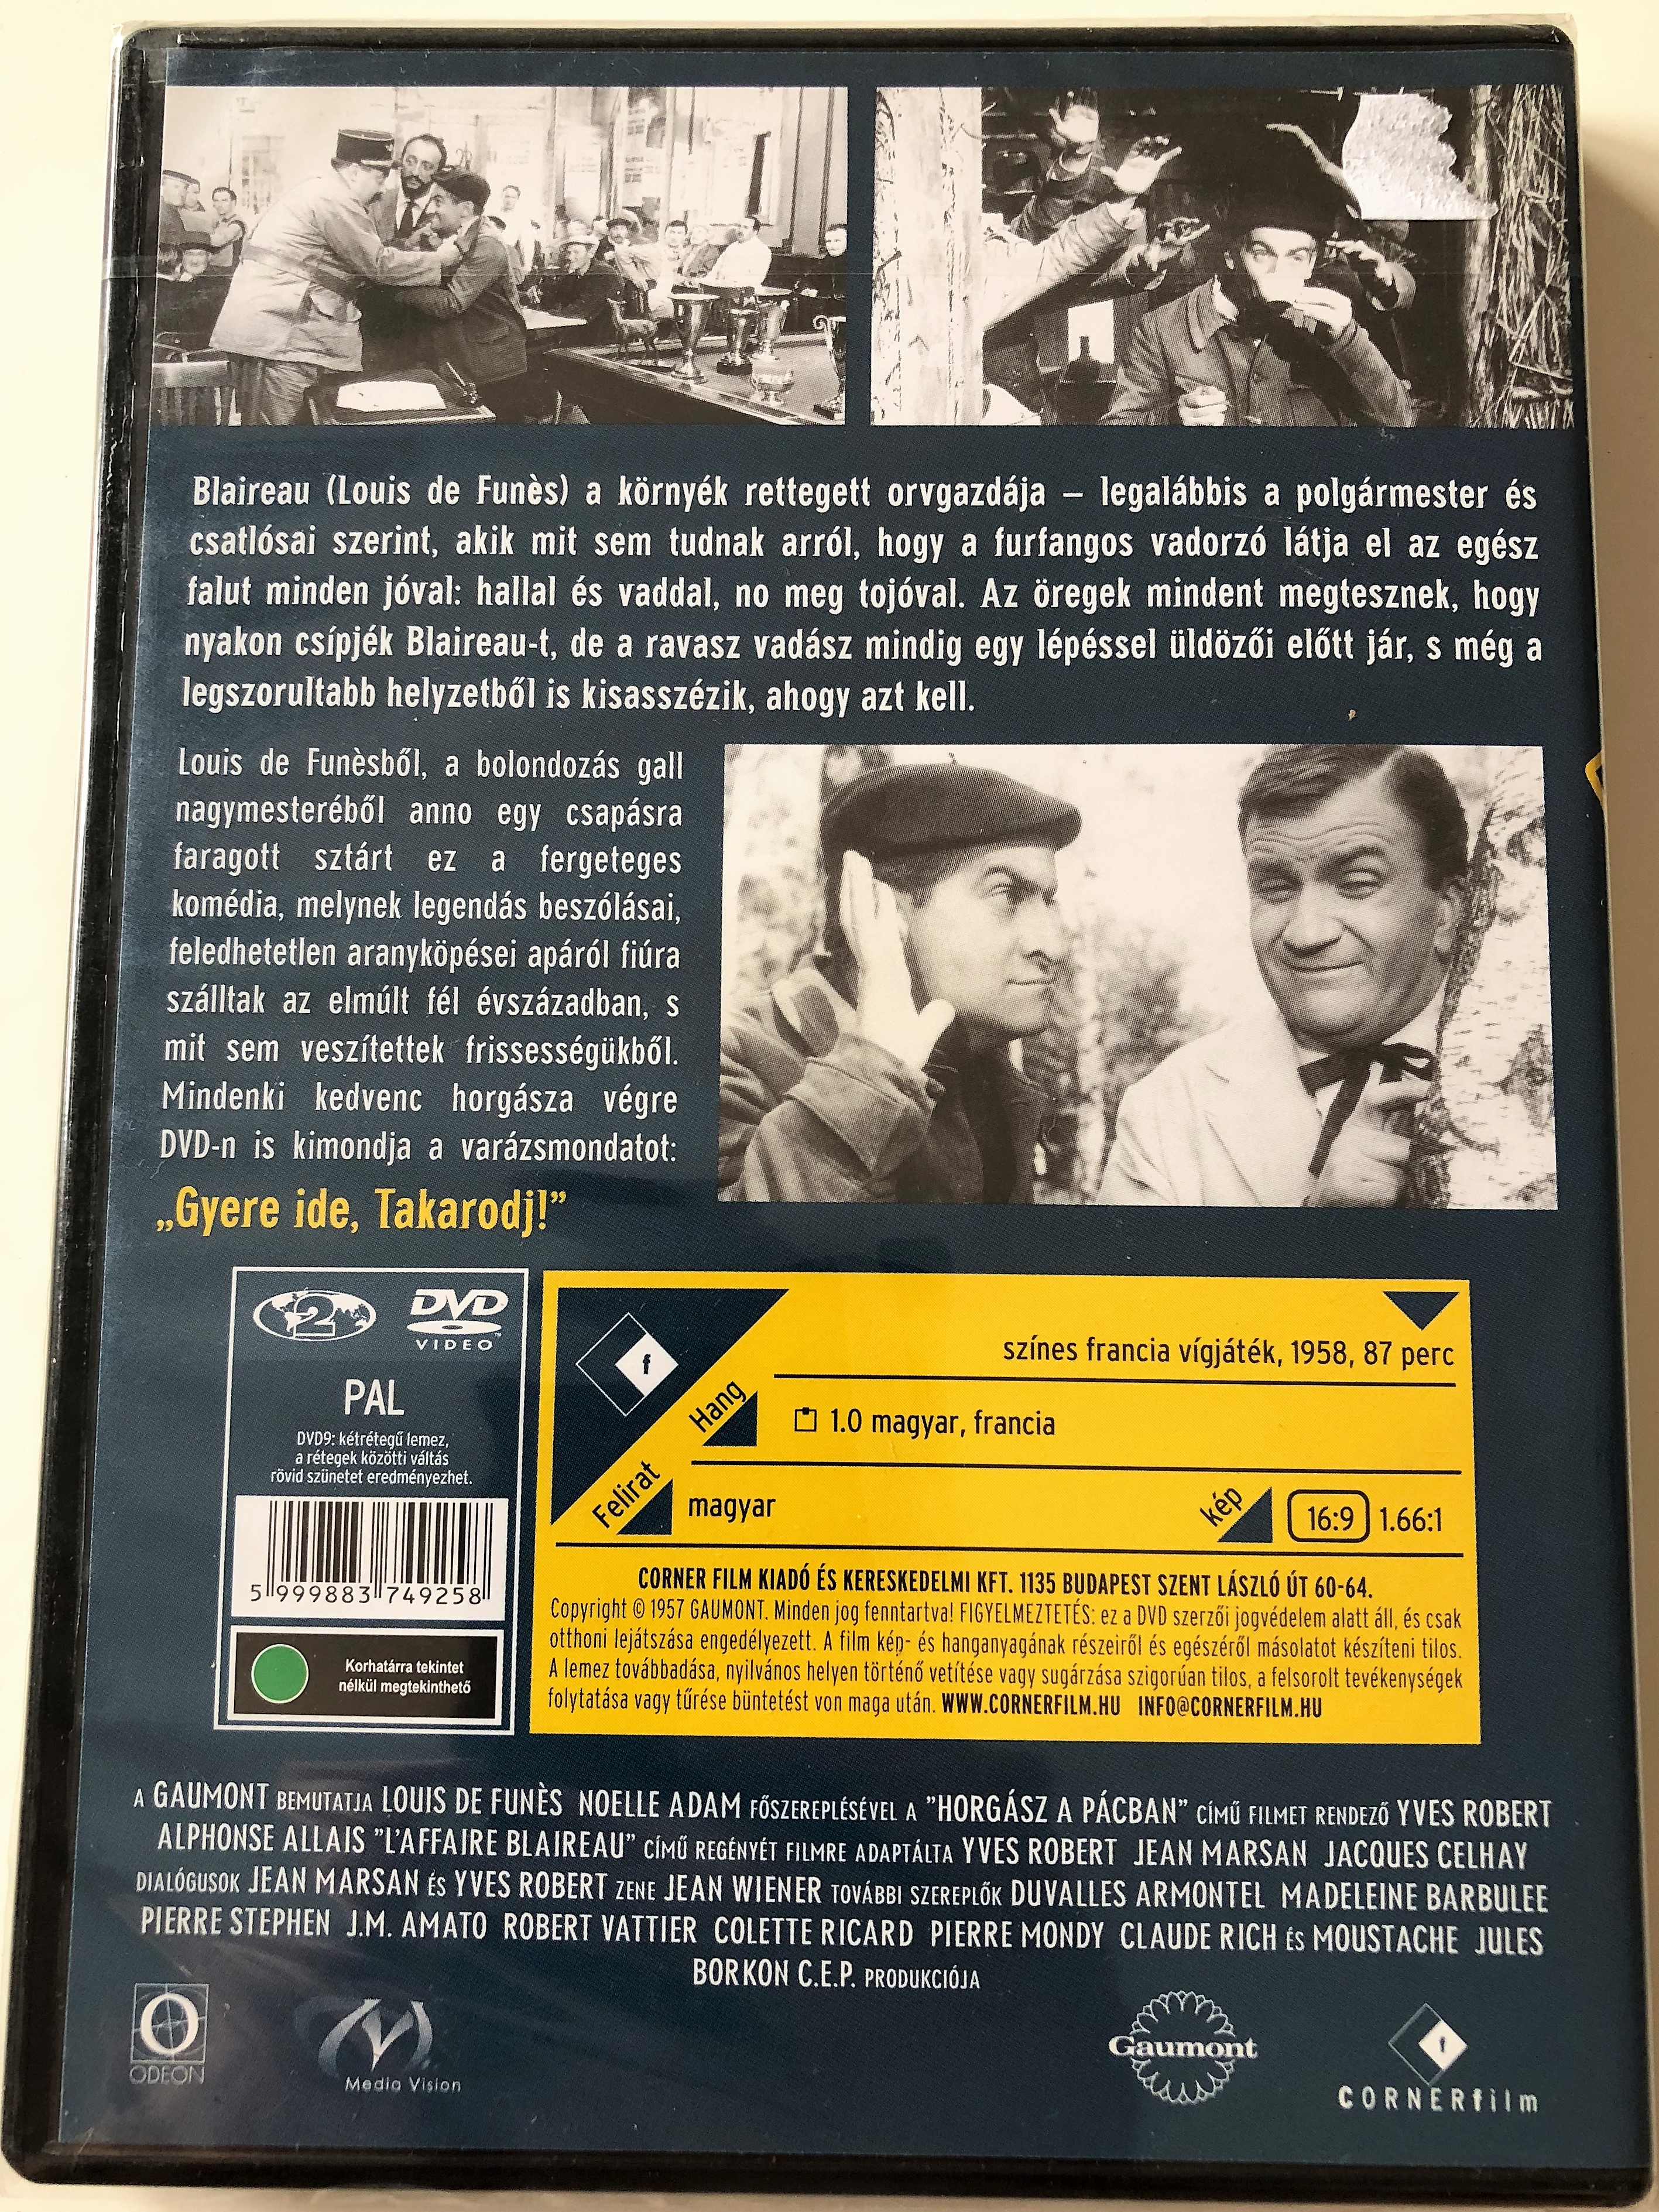 Blaireau (Louis de Funès) a környék rettegett orvgazdája – legalábbis a polgármester és
csatlósai szerint, akik mit sem tudnak arról, hogy a furfangos vadorzó látja el az egész
falut minden jóval: hallal és vaddal, no meg tojóval. Az öregek mindent megtesznek, hogy
nyakon csípjék Blaireau-t, de a ravasz vadász mindig egy lépéssel üldözői előtt jár, s még a
legszorultabb helyzetből is kisasszézik, ahogy azt kell.
Louis de Funèsből, a bolondozás gall
nagymesteréből anno egy csapásra
faragott sztárt ez a fergeteges
komédia, melynek legendás beszólásai,
feledhetetlen aranyköpései apáról fiúra
szálltak az elmúlt fél évszázadban, s
mit sem veszítettek frissességükből.
Mindenki kedvenc horgásza végre
DVD-n is kimondja a varázsmondatot:
„Gyere ide, Takarodj!”
2 DVD
VIDEO™
PAL
DVD9: kétrétegű lemez,
a rétegek közötti váltás
rövid szünetet eredményezhet.
5 999883 749258
Korhatárra tekintet
nélkül megtekinthető
f
színes francia vígjáték, 1958, 87 perc
Hang
1.0 magyar, francia
Felirat
magyar
kép
16:9 1.66:1
CORNER FILM KIADÓ ÉS KERESKEDELMI KFT. 1135 BUDAPEST SZENT LÁSZLÓ ÚT 60-64.
Copyright © 1957 GAUMONT. Minden jog fenntartva! FIGYELMEZTETÉS: ez a DVD szerzői jogvédelem alatt áll, és csak
otthoni lejátszása engedélyezett. A film kép- és hanganyagának részeiről és egészéről másolatot készíteni tilos.
A lemez továbbadása, nyilvános helyen történő vetítése vagy sugárzása szigorúan tilos, a felsorolt tevékenységek
folytatása vagy tűrése büntetést von maga után. WWW.CORNERFILM.HU INFO@CORNERFILM.HU
A GAUMONT BEMUTATJA LOUIS DE FUNÈS NOELLE ADAM FŐSZEREPLÉSÉVEL A ”HORGÁSZ A PÁCBAN” CÍMŰ FILMET RENDEZŐ YVES ROBERT
ALPHONSE ALLAIS ”L’AFFAIRE BLAIREAU” CÍMŰ REGÉNYÉT FILMRE ADAPTÁLTA YVES ROBERT JEAN MARSAN JACQUES CELHAY
DIALÓGUSOK JEAN MARSAN ÉS YVES ROBERT ZENE JEAN WIENER TOVÁBBI SZEREPLŐK DUVALLES ARMONTEL MADELEINE BARBULEE
PIERRE STEPHEN J.M. AMATO ROBERT VATTIER COLETTE RICARD PIERRE MONDY CLAUDE RICH ÉS MOUSTACHE JULES
BORKON C.E.P. PRODUKCIÓJA
O
ODEON
Media Vision
Gaumont
f
CORNERfilm